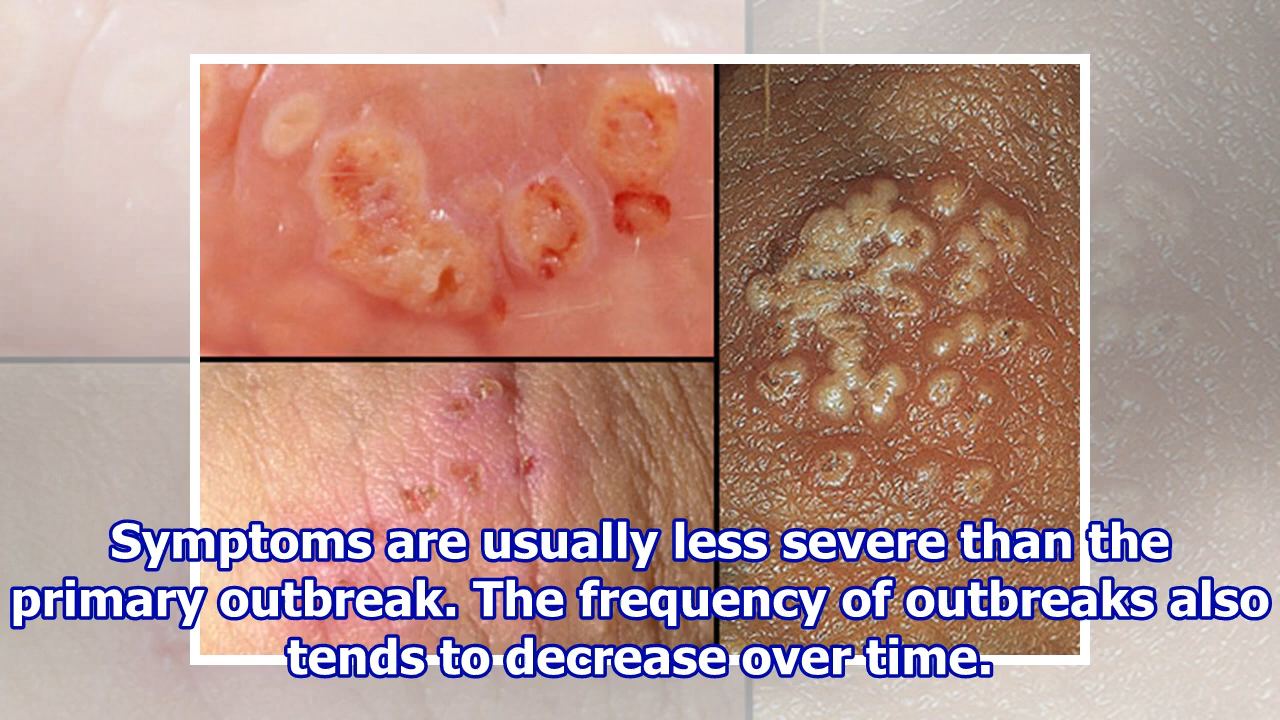 Symptoms are usually less severe than the
primary outbreak. The frequency of outbreaks also
tends to decrease over time.